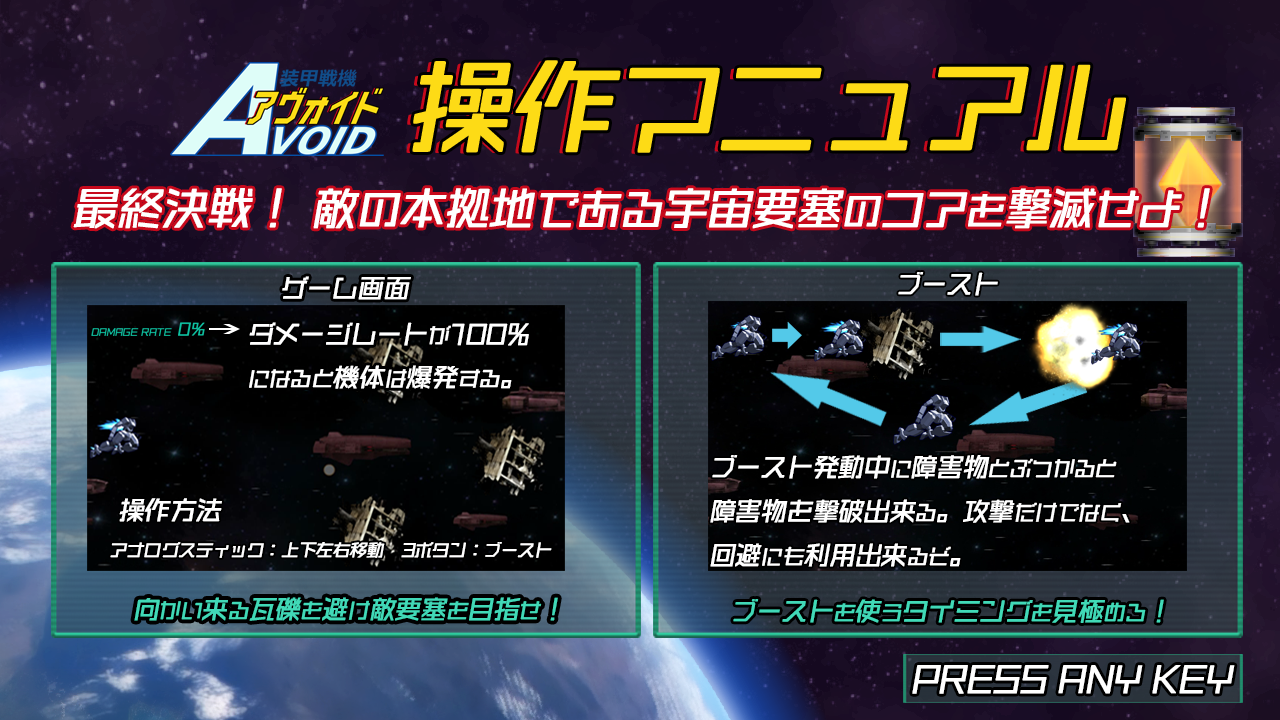 装甲戦機
アヴォイド
AVOID
操作マニュアル
最終決戦！ 敵の本拠地である宇宙要塞のコアを撃滅せよ！
ゲーム画面
DAMAGE RATE 0%
ダメージレートが100%
になると機体は爆発する。
操作方法
アナログスティック：上下左右移動 3ボタン：ブースト
向かい来る瓦礫を避け敵要塞を目指せ！
ブースト
ブースト発動中に障害物とぶつかると
障害物を撃破出来る。攻撃だけでなく、
回避にも利用出来るぞ。
ブーストを使うタイミングを見極めろ！
PRESS ANY KEY